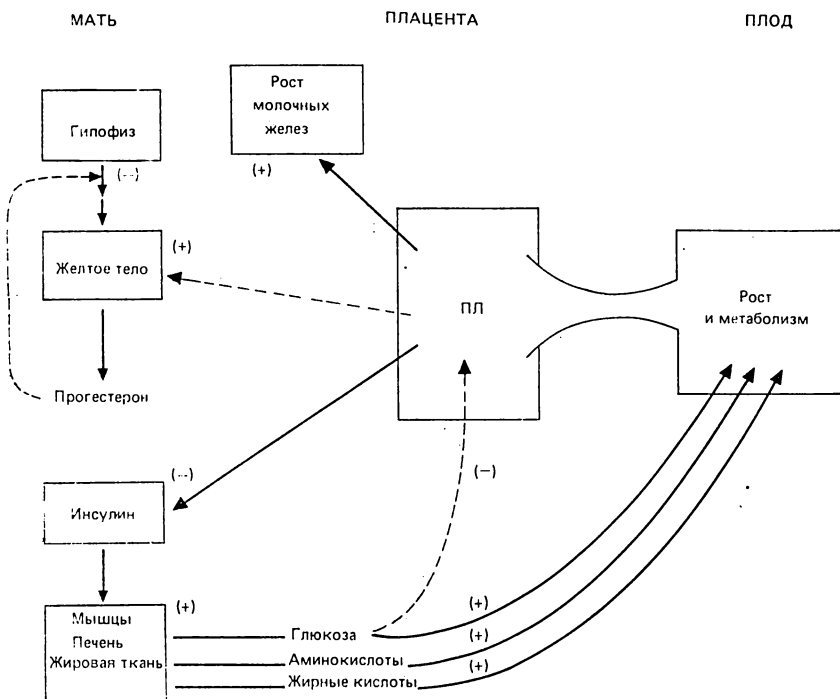 МАТЬ
ПЛАЦЕНТА
ПЛОД
Рост
молочных
желез
(+)
Гипофиз
(--)
Желтое тело
(+)
Прогестерон
ПЛ
Рост
и метаболизм
(--)
Инсулин
(—)
(+)
Мышцы
Печень
Жировая ткань
Глюкоза
(+)
Аминокислоты
(+)
Жирные кислоты
(+)